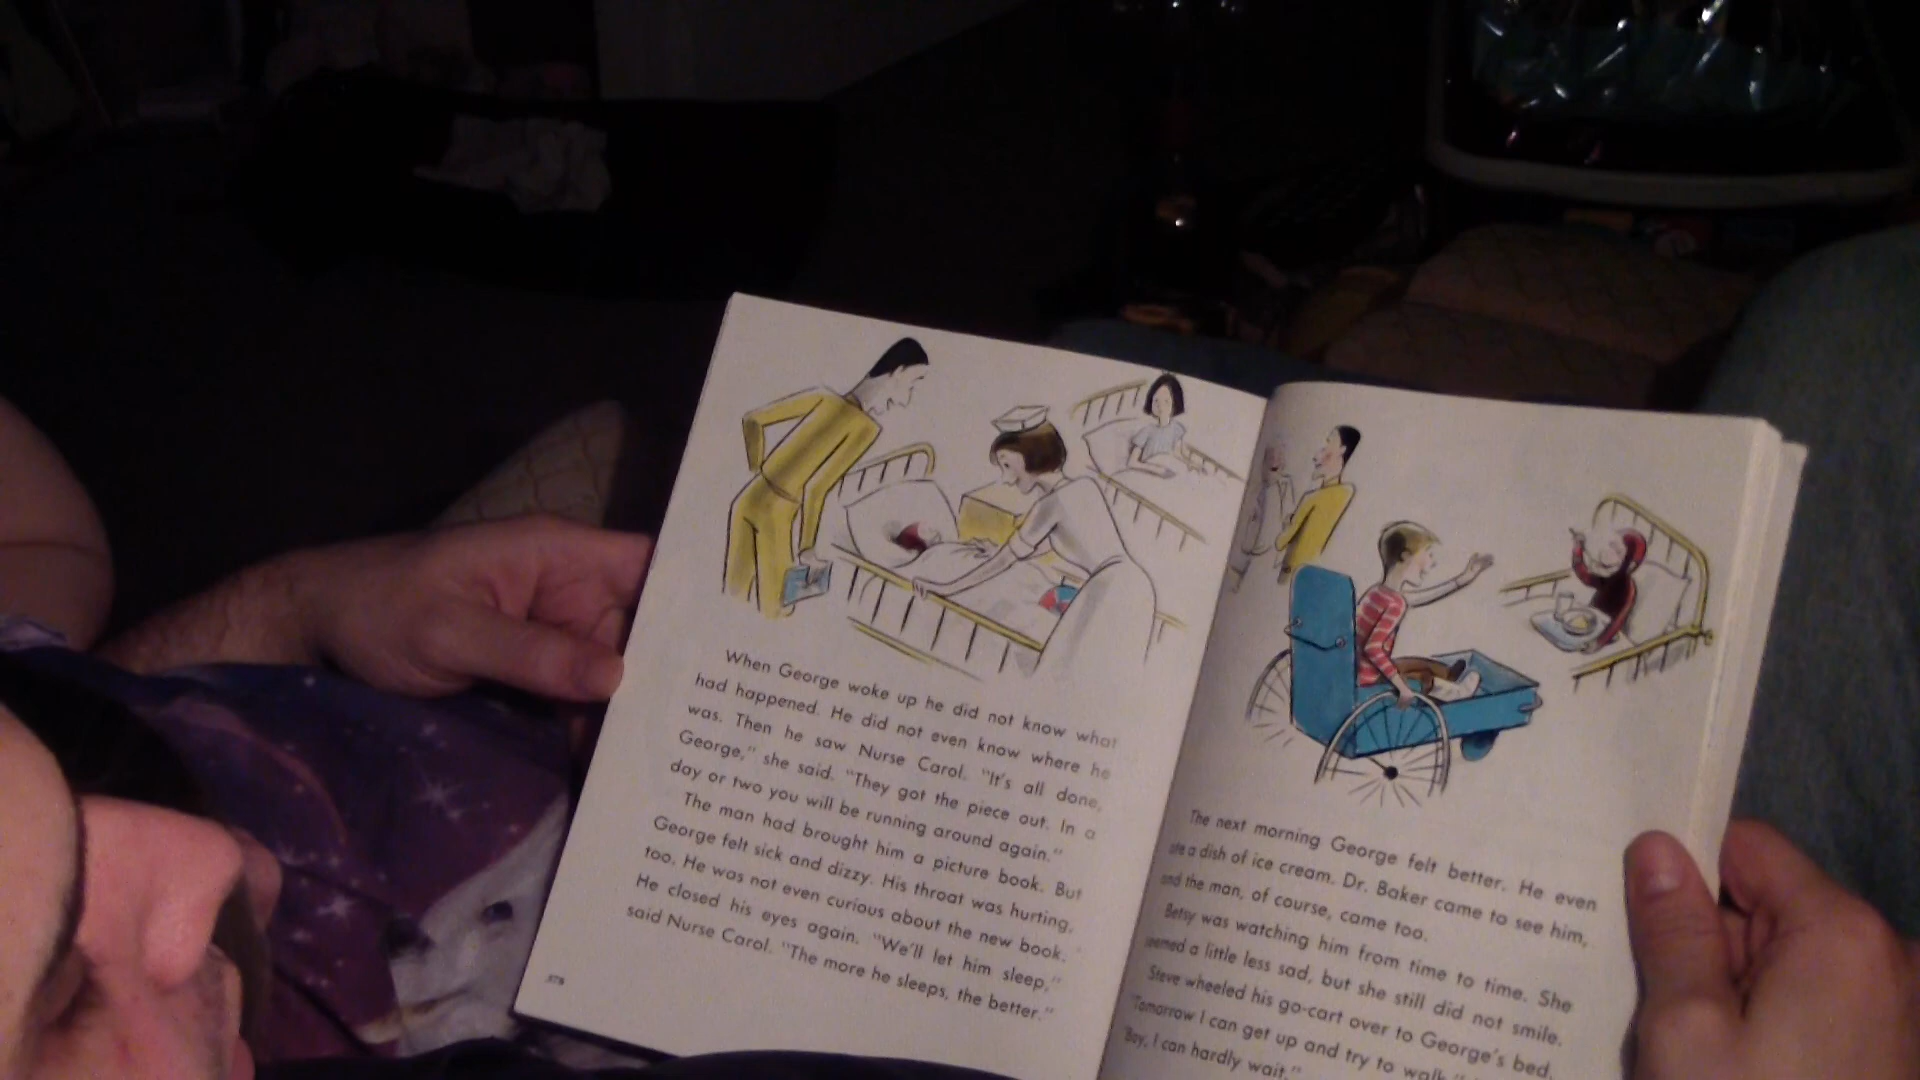 When George woke up he did not know what
had happened. He did not even know where he
was. Then he saw Nurse Carol. "It's all done,
George," she said. "They got the piece out. In a
day or two you will be running around again."
The man had brought him a picture book. But
George felt sick and dizzy. His throat was hurting,
too. He was not even curious about the new book.
He closed his eyes again. "We'll let him sleep,"
said Nurse Carol. "The more he sleeps, the better."
The next morning George felt better. He even
ate a dish of ice cream. Dr. Baker came to see him,
and the man, of course, came too.
Betsy was watching him from time to time. She
seemed a little less sad, but she still did not smile.
Steve wheeled his go-cart over to George's bed.
"Tomorrow I can get up and try to walk,"
"Boy, I can hardly wait."